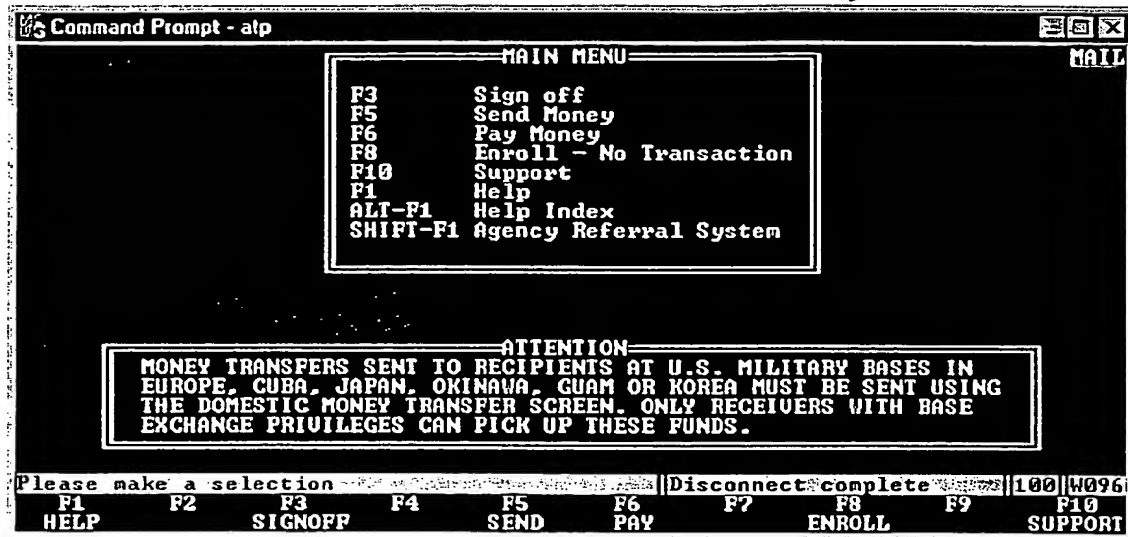 Command Prompt - atp
MAIN MENU
MAIL
F3 Sign off
F5 Send Money
F6 Pay Money
F8 Enroll - No Transaction
F10 Support
F1 Help
ALT-F1 Help Index
SHIFT-F1 Agency Referral System
ATTENTION
MONEY TRANSFERS SENT TO RECIPIENTS AT U.S. MILITARY BASES IN
EUROPE, CUBA, JAPAN, OKINAWA, GUAM OR KOREA MUST BE SENT USING
THE DOMESTIC MONEY TRANSFER SCREEN. ONLY RECEIVERS WITH BASE
EXCHANGE PRIVILEGES CAN PICK UP THESE FUNDS.
Please make a selection Disconnect complete 100 W096
F1 F2 F3 F4 F5 F6 F7 F8 F9 F10
HELP SIGNOFF SEND PAY ENROLL SUPPORT